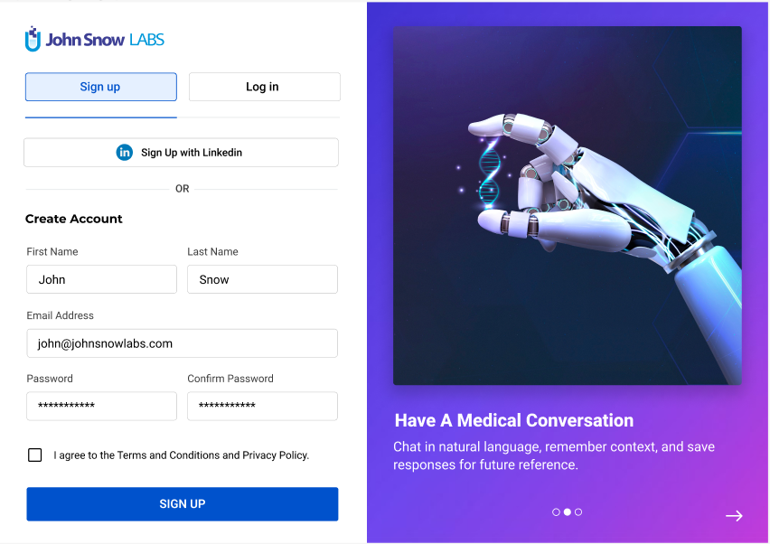 John Snow LABS
Sign up
Log in
in
Sign Up with Linkedin
OR
Create Account
First Name
Last Name
John
Snow
Email Address
john@johnsnowlabs.com
Password
Confirm Password
***********
***********
I agree to the Terms and Conditions and Privacy Policy.
SIGN UP
Have A Medical Conversation
Chat in natural language, remember context, and save
responses for future reference.